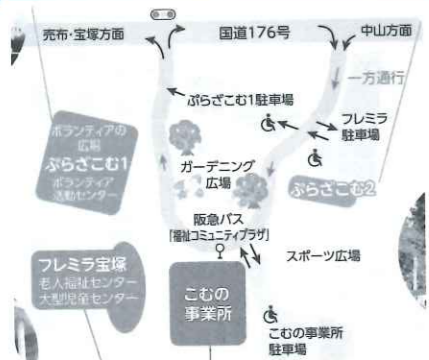 売布・宝塚方面
国道176号
中山方面
一方通行
ぷらざこむ1駐車場
フレミラ
駐車場
ボランティアの
広場
ぷらざこむ1
ボランティア
活動センター
ガーデニング
広場
ぷらざこむ2
阪急バス
「福祉コミュニティプラザ」
フレミラ宝塚
老人福祉センター
大型児童センター
スポーツ広場
こむの
事業所
こむの事業所
駐車場